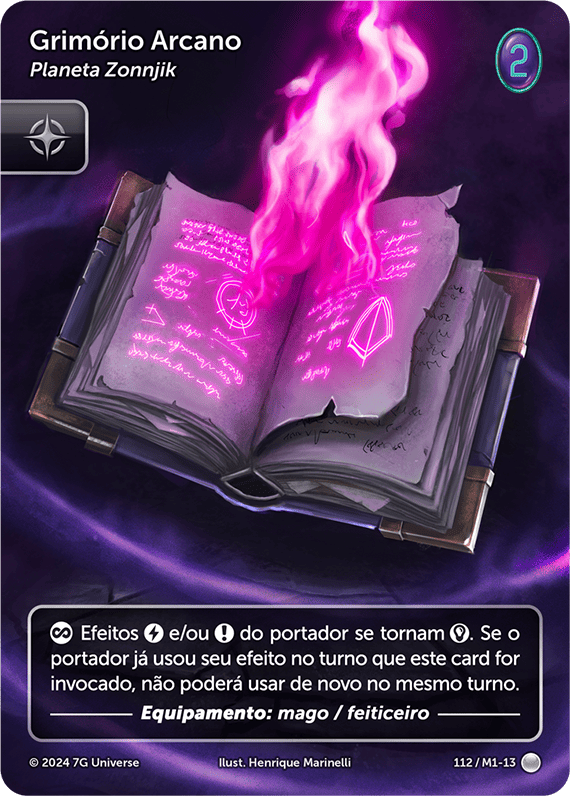 Grimório Arcano
Planeta Zonnjik
2
Efeitos e/ou do portador se tornam . Se o
portador já usou seu efeito no turno que este card for
invocado, não poderá usar de novo no mesmo turno.
Equipamento: mago / feiticeiro
© 2024 7G Universe
Ilust. Henrique Marinelli
112 / M1-13